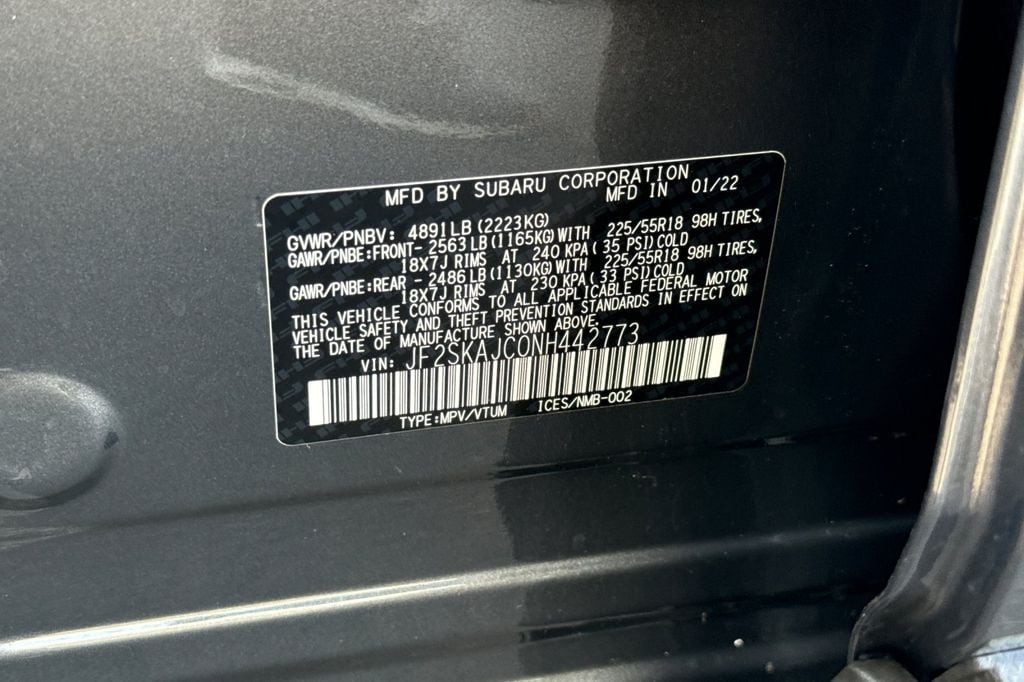 MFD BY SUBARU CORPORATION
MFD IN 01/22
GVWR/PNBV: 4891LB (2223KG)
GAWR/PNBE:FRONT- 2563LB(1165KG)WITH 225/55R18 98H TIRES,
18X7J RIMS AT 240 KPA( 35 PSI)COLD
GAWR/PNBE:REAR - 2486LB(1130KG)WITH 225/55R18 98H TIRES,
18X7J RIMS AT 230 KPA( 33 PSI)COLD
THIS VEHICLE CONFORMS TO ALL APPLICABLE FEDERAL MOTOR
VEHICLE SAFETY AND THEFT PREVENTION STANDARDS IN EFFECT ON
THE DATE OF MANUFACTURE SHOWN ABOVE.
VIN: JF2SKAJC0NH442773
TYPE:MPV/VTUM ICES/NMB-002